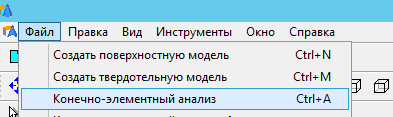 Файл Правка Вид Инструменты Окно Справка
Создать поверхностную модель Ctrl+N
Создать твердотельную модель Ctrl+M
Конечно-элементный анализ Ctrl+A